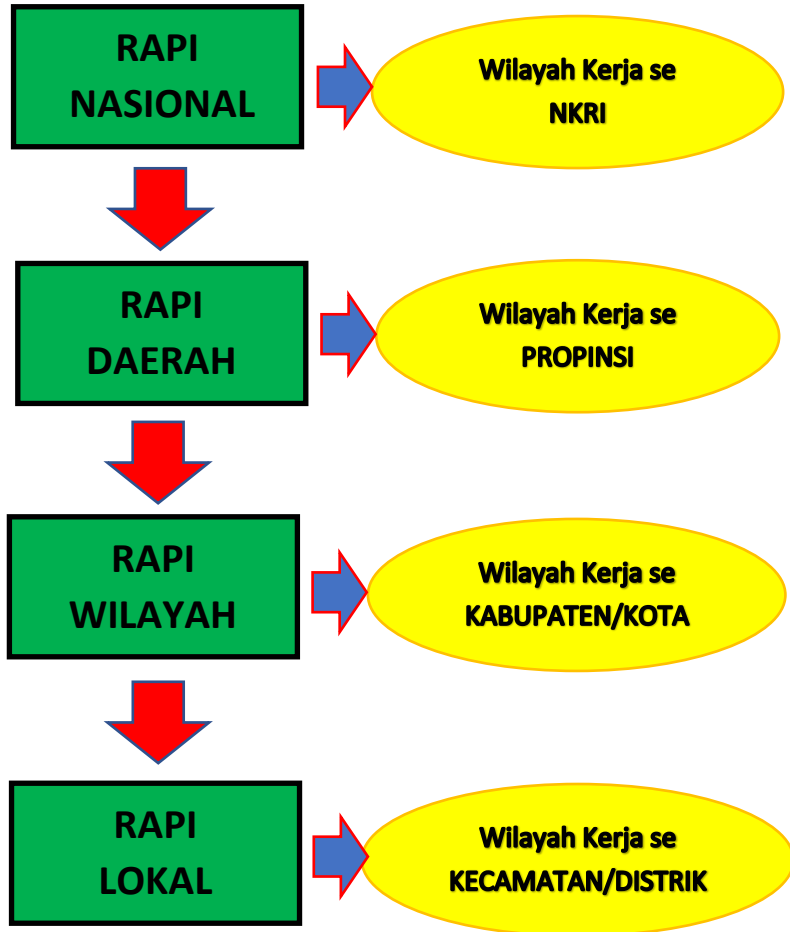 RAPI
NASIONAL
Wilayah Kerja se
NKRI
RAPI
DAERAH
Wilayah Kerja se
PROPINSI
RAPI
WILAYAH
Wilayah Kerja se
KABUPATEN/KOTA
RAPI
LOKAL
Wilayah Kerja se
KECAMATAN/DISTRIK